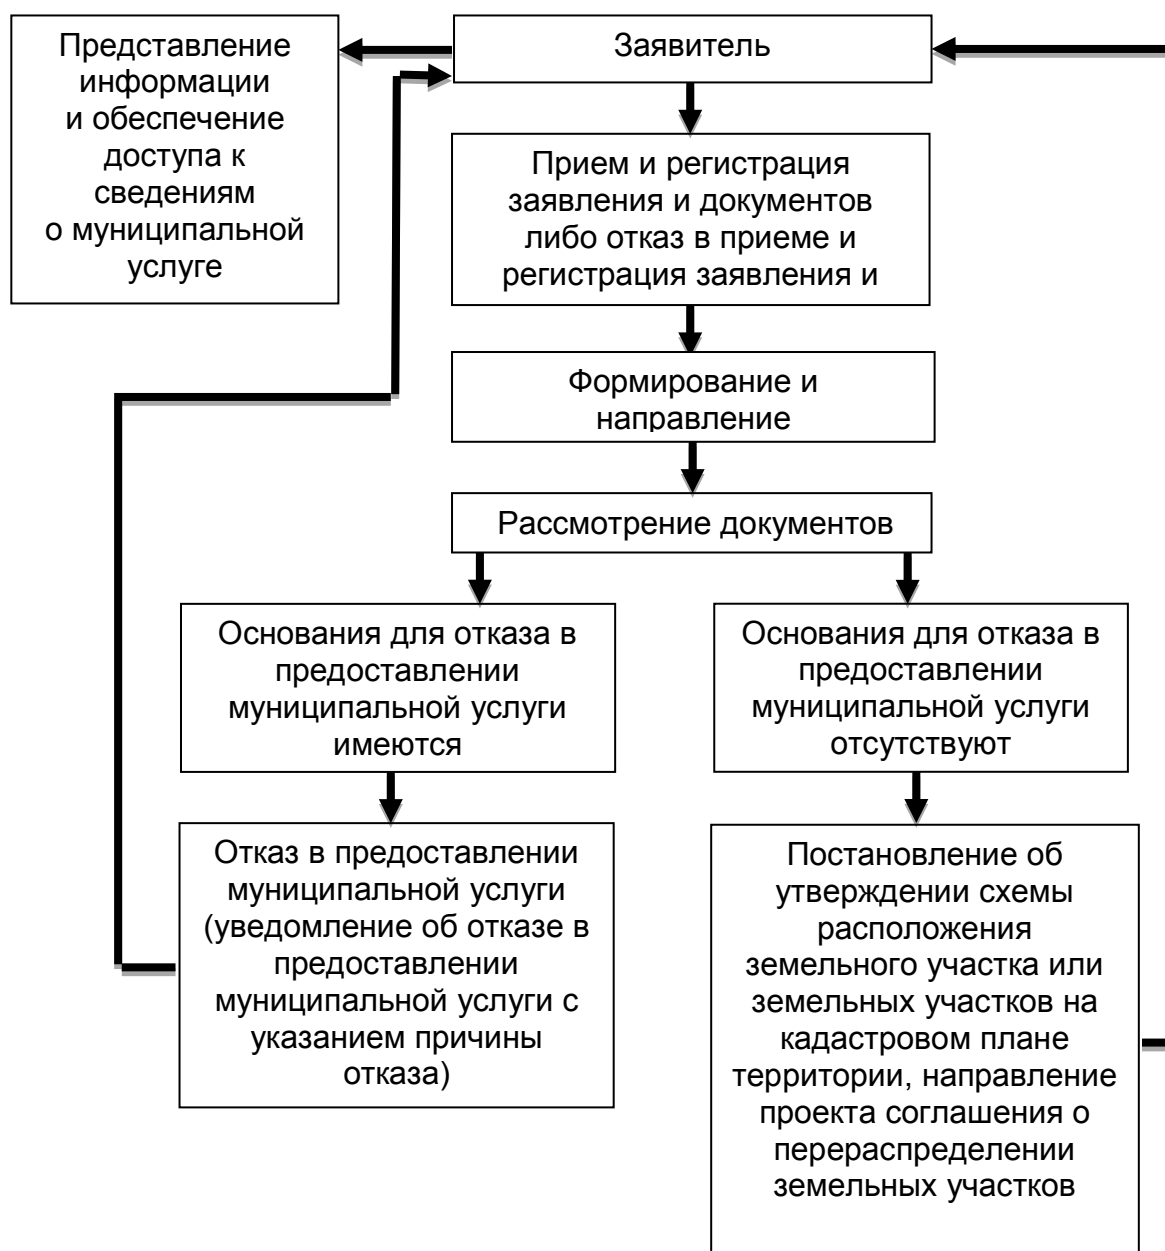 Представление
информации
и обеспечение
доступа к
сведениям
о муниципальной
услуге
Заявитель
Прием и регистрация
заявления и документов
либо отказ в приеме и
регистрация заявления и
Формирование и
направление
Рассмотрение документов
Основания для отказа в
предоставлении
муниципальной услуги
имеются
Основания для отказа в
предоставлении
муниципальной услуги
отсутствуют
Отказ в предоставлении
муниципальной услуги
(уведомление об отказе в
предоставлении
муниципальной услуги с
указанием причины
отказа)
Постановление об
утверждении схемы
расположения
земельного участка или
земельных участков на
кадастровом плане
территории, направление
проекта соглашения о
перераспределении
земельных участков